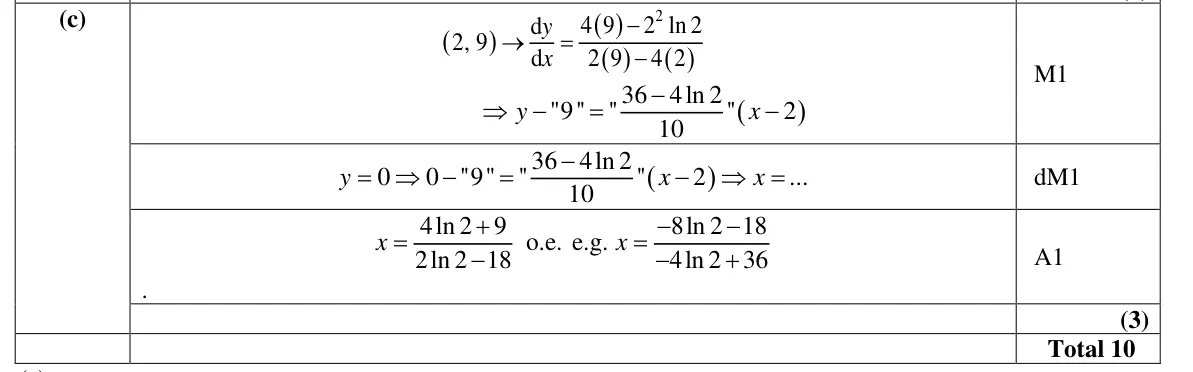 (c)
(2, 9) → dy/dx = (4(9) − 2² ln 2)/(2(9) − 4(2))
M1
⇒ y − "9" = "(36 − 4 ln 2)/10"(x − 2)
y = 0 ⇒ 0 − "9" = "(36 − 4 ln 2)/10"(x − 2) ⇒ x = ...
dM1
x = (4 ln 2 + 9)/(2 ln 2 − 18) o.e. e.g. x = (−8 ln 2 − 18)/(−4 ln 2 + 36)
A1
.
(3)
Total 10